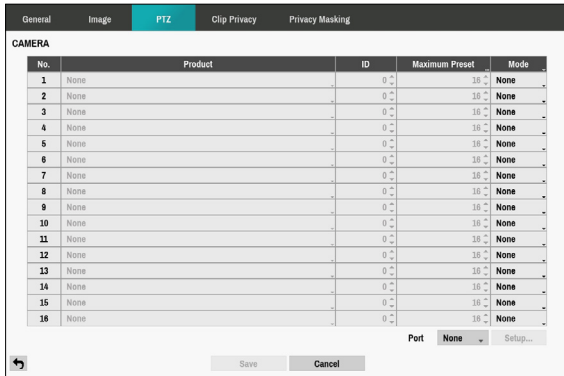 General Image PTZ Clip Privacy Privacy Masking
CAMERA
No. Product ID Maximum Preset Mode
1 None 0 16 None
2 None 0 16 None
3 None 0 16 None
4 None 0 16 None
5 None 0 16 None
6 None 0 16 None
7 None 0 16 None
8 None 0 16 None
9 None 0 16 None
10 None 0 16 None
11 None 0 16 None
12 None 0 16 None
13 None 0 16 None
14 None 0 16 None
15 None 0 16 None
16 None 0 16 None
Port None Setup...
Save Cancel